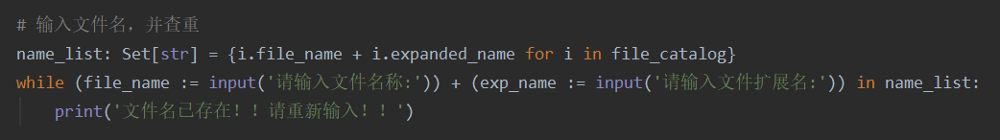 # 输入文件名，并查重
name_list: Set[str] = {i.file_name + i.expanded_name for i in file_catalog}
while (file_name := input('请输入文件名称:')) + (exp_name := input('请输入文件扩展名:')) in name_list:
    print('文件名已存在！！请重新输入！！')